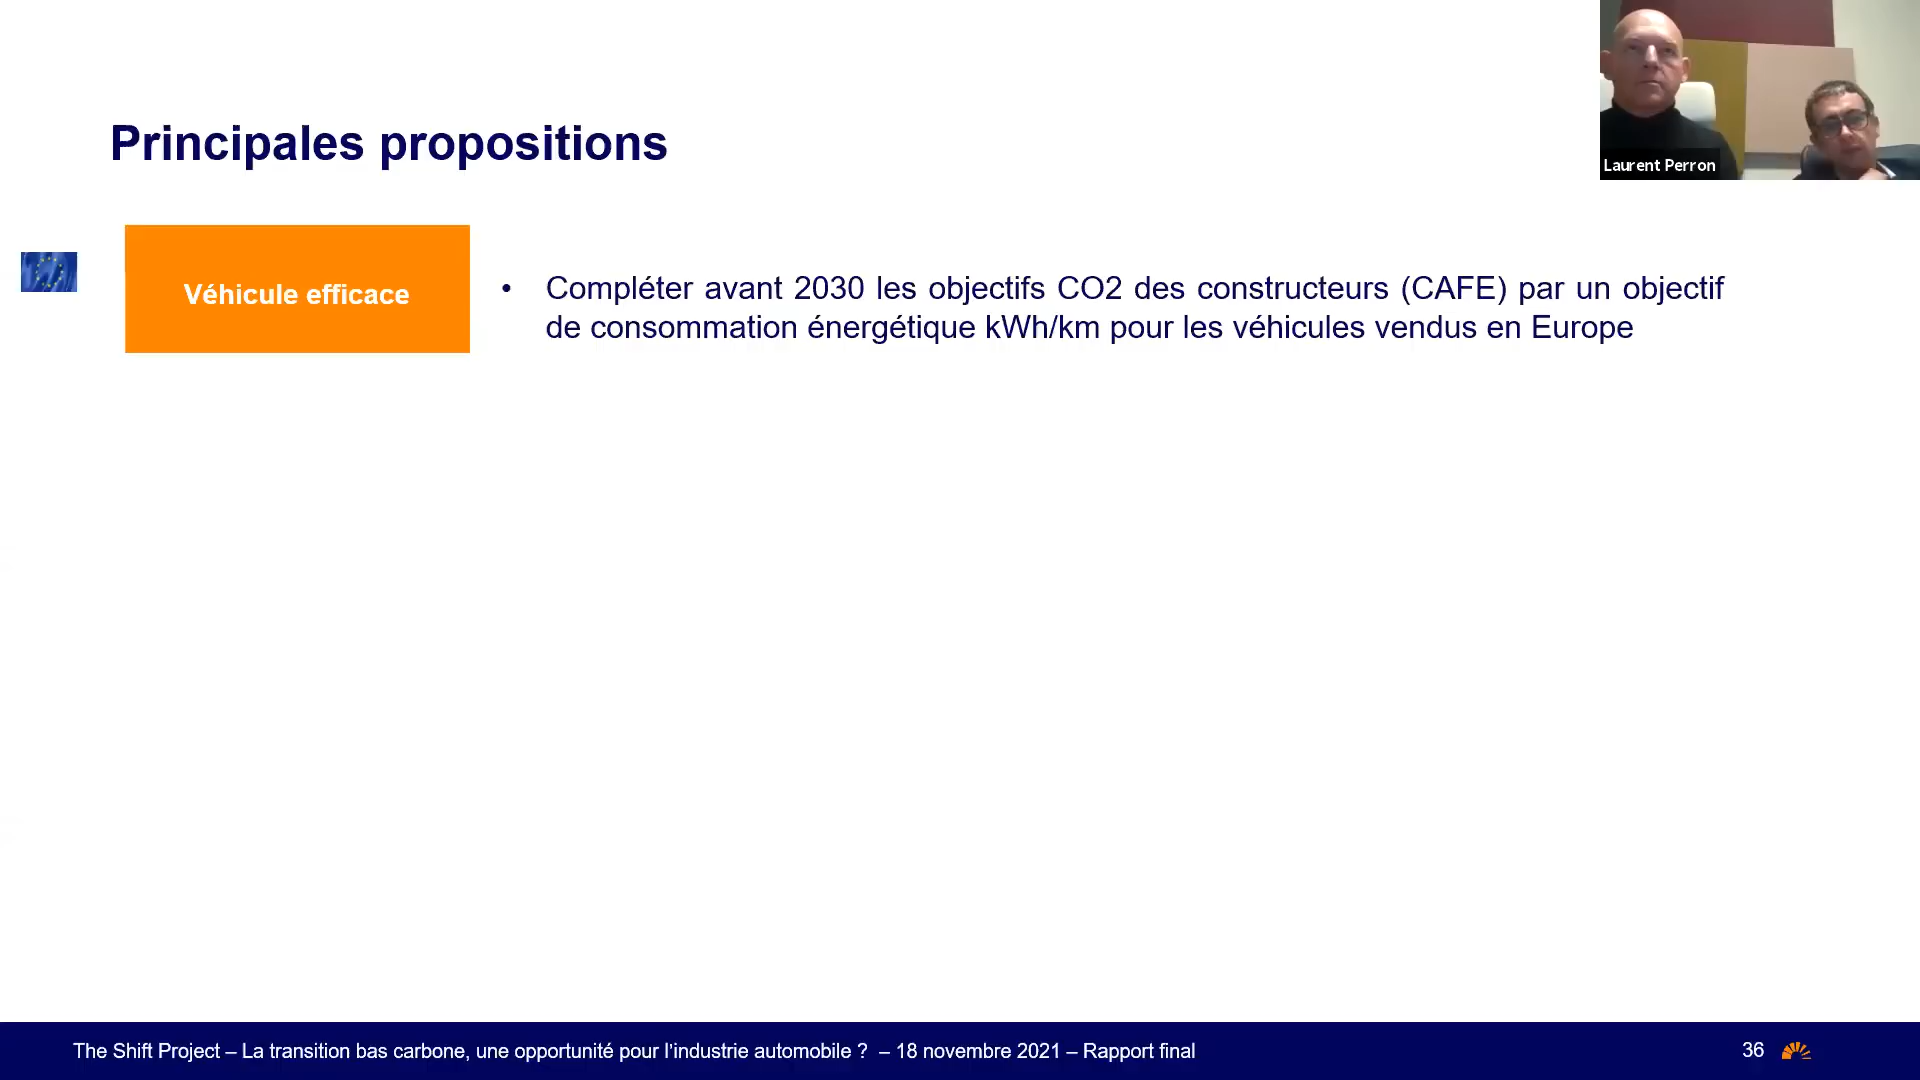 Principales propositions
Laurent Perron
Véhicule efficace
• Compléter avant 2030 les objectifs CO2 des constructeurs (CAFE) par un objectif
de consommation énergétique kWh/km pour les véhicules vendus en Europe
The Shift Project – La transition bas carbone, une opportunité pour l’industrie automobile ? – 18 novembre 2021 – Rapport final
36